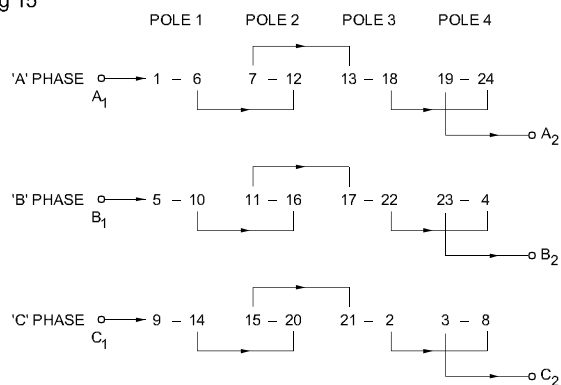 g 15
POLE 1 POLE 2 POLE 3 POLE 4
'A' PHASE 1 – 6 7 – 12 13 – 18 19 – 24
A1
A2
'B' PHASE 5 – 10 11 – 16 17 – 22 23 – 4
B1
B2
'C' PHASE 9 – 14 15 – 20 21 – 2 3 – 8
C1
C2